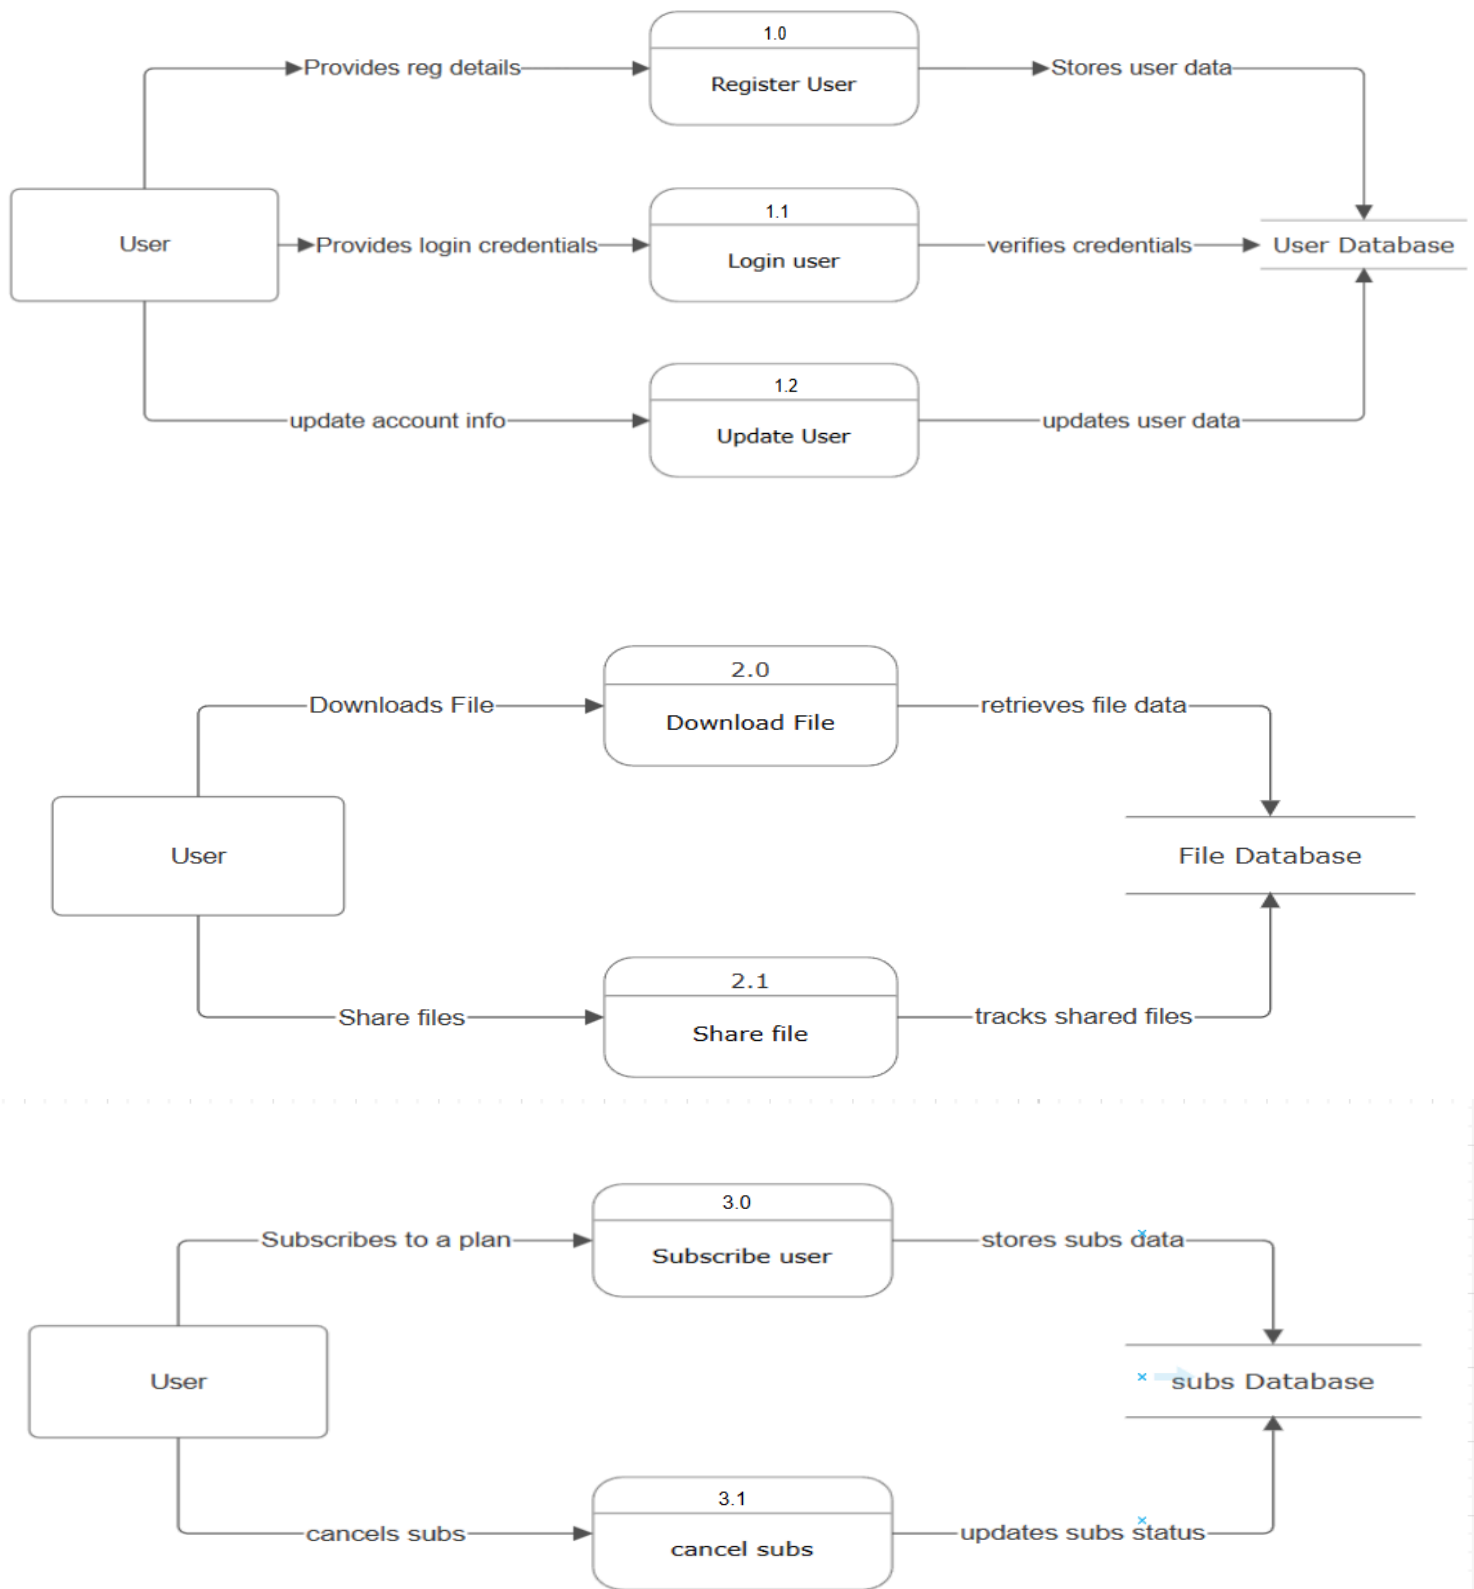 1.0
Provides reg details
Register User
Stores user data
1.1
User
Provides login credentials
Login user
verifies credentials
User Database
1.2
update account info
Update User
updates user data
2.0
Downloads File
Download File
retrieves file data
User
File Database
2.1
Share files
Share file
tracks shared files
3.0
Subscribes to a plan
Subscribe user
stores subs data
User
subs Database
3.1
cancels subs
cancel subs
updates subs status